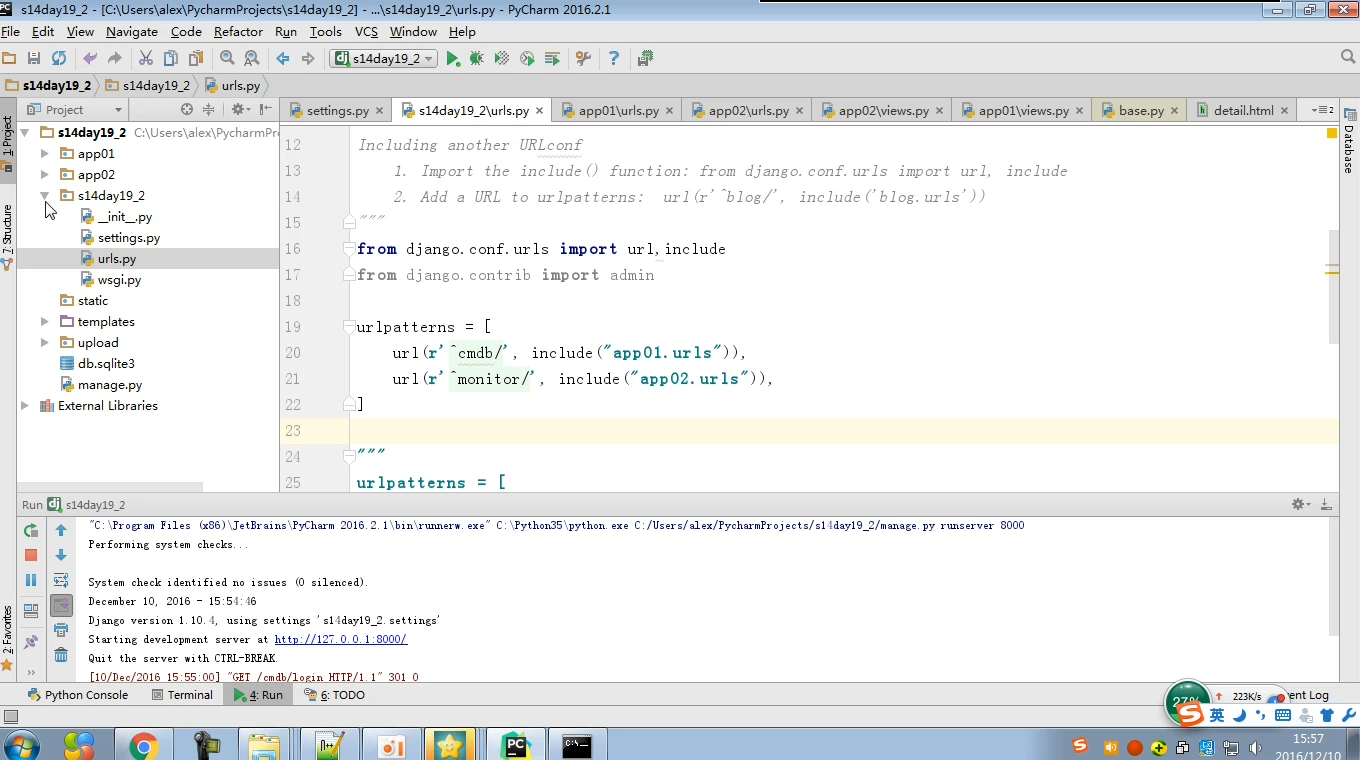 s14day19_2 - [C:\Users\alex\PycharmProjects\s14day19_2] - ...\s14day19_2\urls.py - PyCharm 2016.2.1
File Edit View Navigate Code Refactor Run Tools VCS Window Help
s14day19_2
s14day19_2 s14day19_2 urls.py
Project
settings.py s14day19_2\urls.py app01\urls.py app02\urls.py app02\views.py app01\views.py base.py detail.html
1: Project
7: Structure
2: Favorites
s14day19_2 C:\Users\alex\PycharmPr
app01
app02
s14day19_2
__init__.py
settings.py
urls.py
wsgi.py
static
templates
upload
db.sqlite3
manage.py
External Libraries
12 Including another URLconf
13 1. Import the include() function: from django.conf.urls import url, include
14 2. Add a URL to urlpatterns: url(r'^blog/', include('blog.urls'))
15 """
16 from django.conf.urls import url,include
17 from django.contrib import admin
18
19 urlpatterns = [
20 url(r'^cmdb/', include("app01.urls")),
21 url(r'^monitor/', include("app02.urls")),
22 ]
23
24 """
25 urlpatterns = [
Database
Run s14day19_2
"C:\Program Files (x86)\JetBrains\PyCharm 2016.2.1\bin\runnerw.exe" C:\Python35\python.exe C:/Users/alex/PycharmProjects/s14day19_2/manage.py runserver 8000
Performing system checks...
System check identified no issues (0 silenced).
December 10, 2016 - 15:54:46
Django version 1.10.4, using settings 's14day19_2.settings'
Starting development server at http://127.0.0.1:8000/
Quit the server with CTRL-BREAK.
[10/Dec/2016 15:55:00] "GET /cmdb/login HTTP/1.1" 301 0
Python Console Terminal 4: Run 6: TODO
27% 223K/s ent Log
英
15:57
2016/12/10